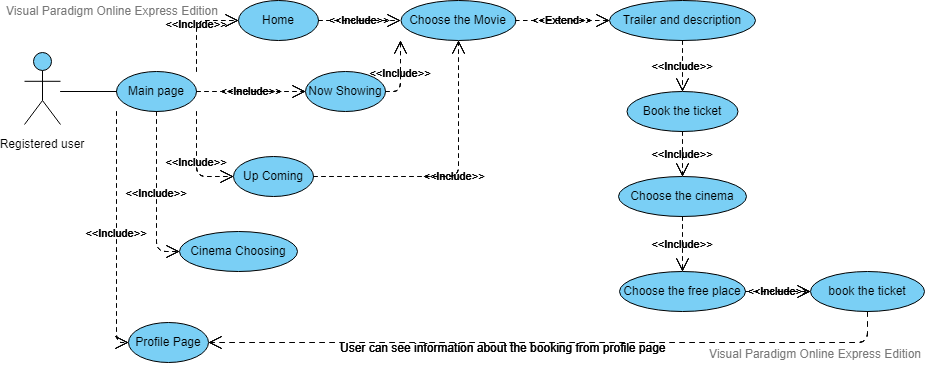 Visual Paradigm Online Express Edition
Home
<<Include>>
Choose the Movie
<<Extend>>
Trailer and description
<<Include>>
<<Include>>
<<Include>>
Registered user
Main page
<<Include>>
Now Showing
Book the ticket
<<Include>>
<<Include>>
Up Coming
<<Include>>
<<Include>>
Choose the cinema
<<Include>>
<<Include>>
Cinema Choosing
Choose the free place
<<Include>>
book the ticket
Profile Page
User can see information about the booking from profile page
Visual Paradigm Online Express Edition